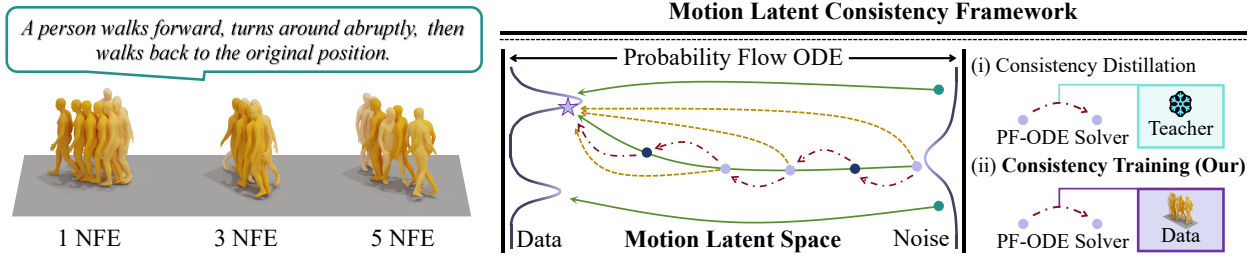 A person walks forward, turns around abruptly, then
walks back to the original position.
1 NFE
3 NFE
5 NFE
Motion Latent Consistency Framework
Probability Flow ODE
Data
Motion Latent Space
Noise
(i) Consistency Distillation
PF-ODE Solver
Teacher
(ii) Consistency Training (Our)
PF-ODE Solver
Data